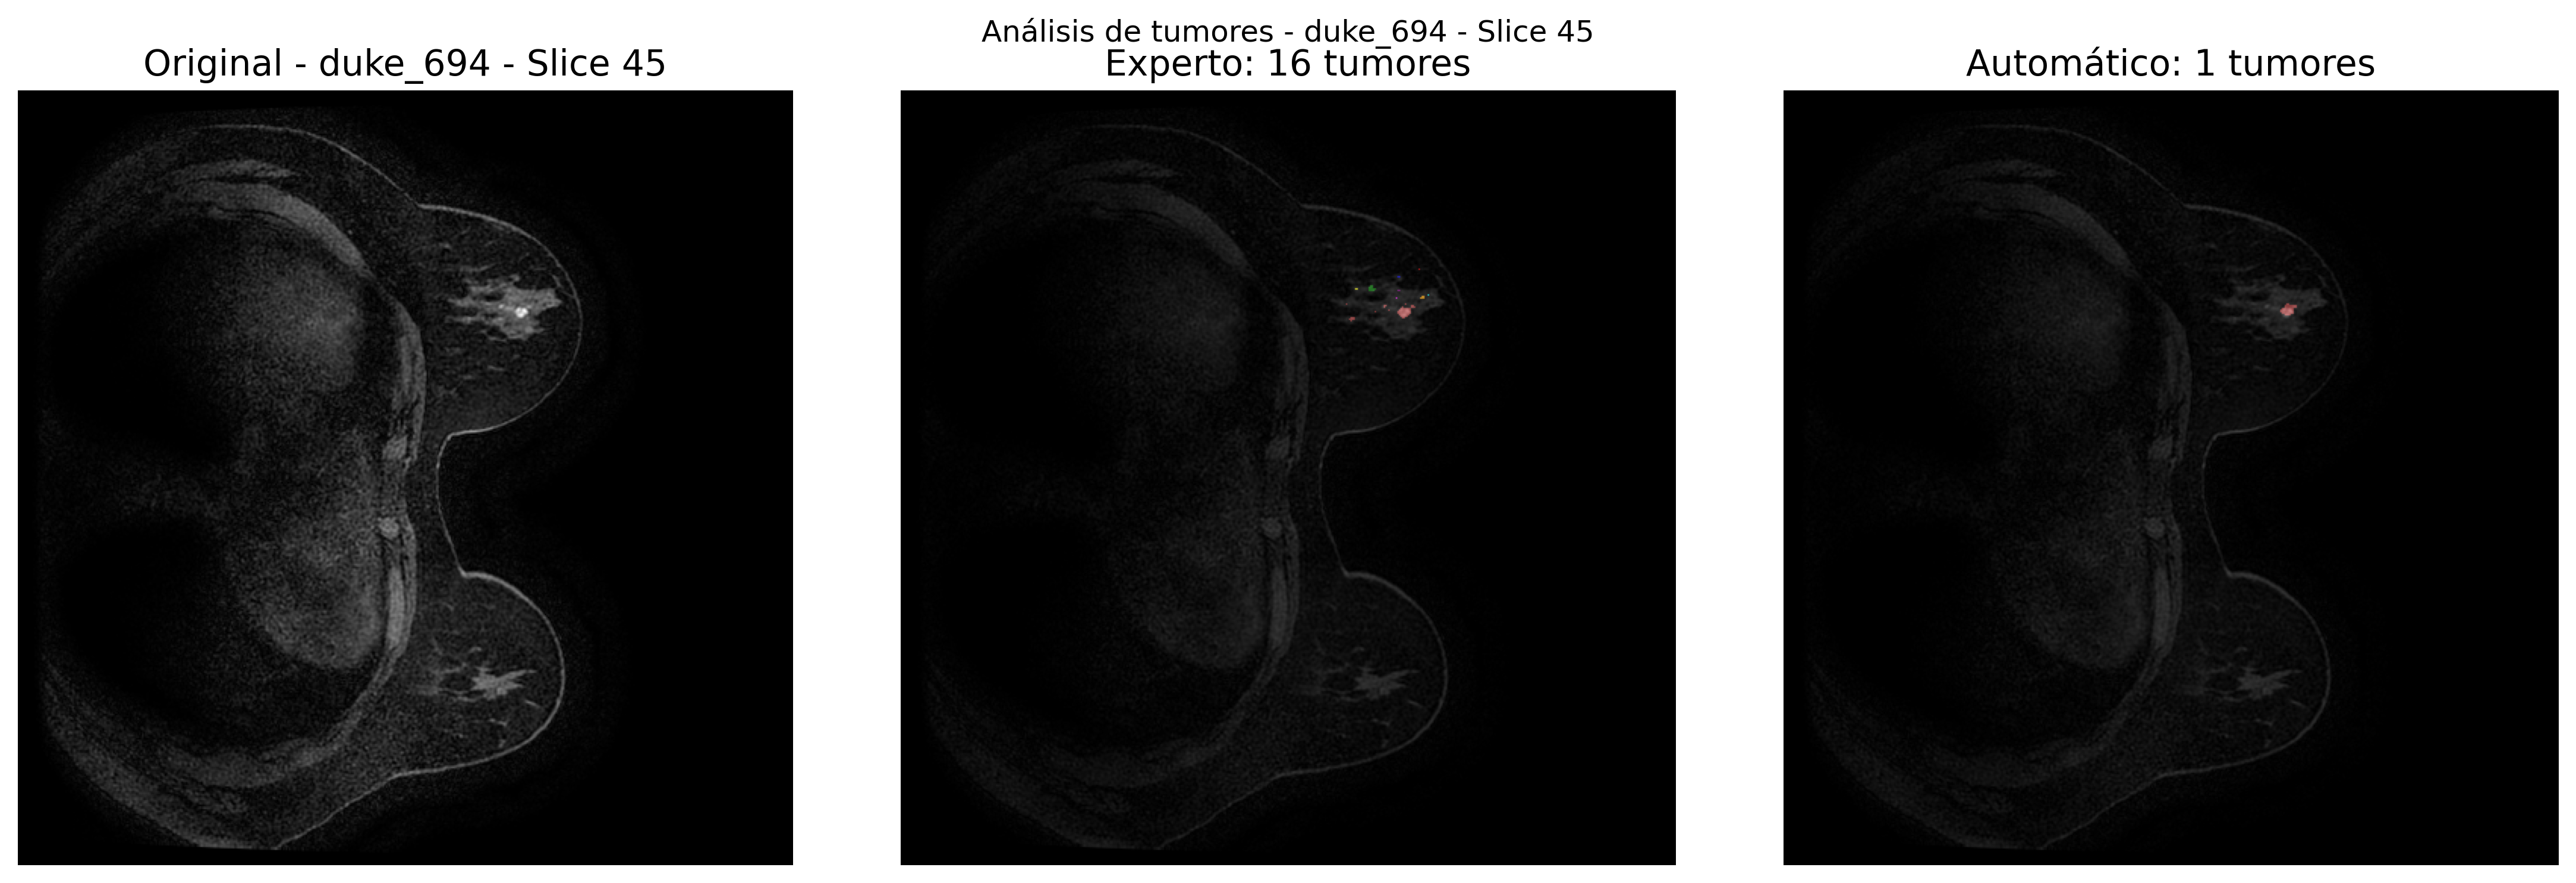 Análisis de tumores - duke_694 - Slice 45
Original - duke_694 - Slice 45
Experto: 16 tumores
Automático: 1 tumores